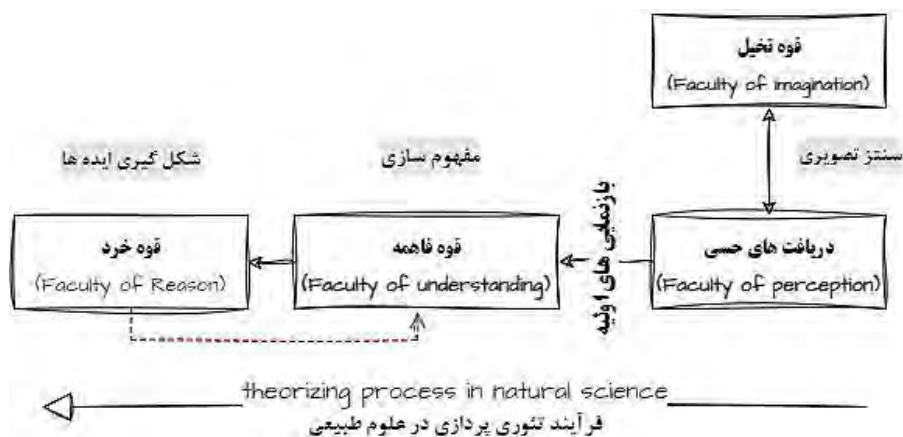 قوه تخیل
(Faculty of imagination)
سنتز تصویری
مفهوم سازی
شکل گیری ایده ها
دریافت های حسی
(Faculty of perception)
بازنمایی های اولیه
قوه فاهمه
(Faculty of understanding)
قوه خرد
(Faculty of Reason)
theorizing process in natural science
فرآیند تئوری پردازی در علوم طبیعی